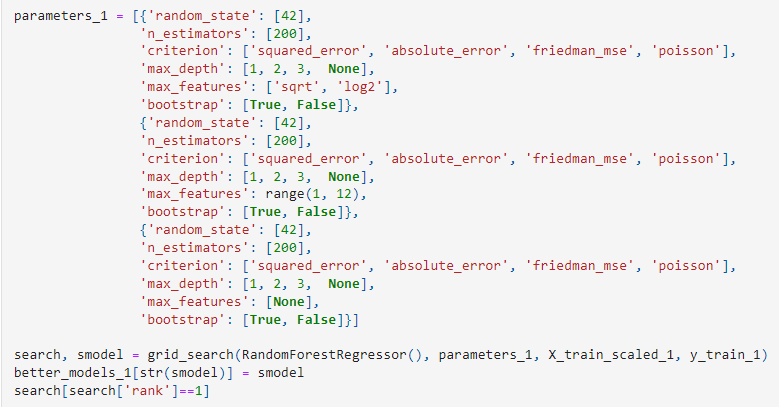 parameters_1 = [{'random_state': [42],
'n_estimators': [200],
'criterion': ['squared_error', 'absolute_error', 'friedman_mse', 'poisson'],
'max_depth': [1, 2, 3,  None],
'max_features': ['sqrt', 'log2'],
'bootstrap': [True, False]},
{'random_state': [42],
'n_estimators': [200],
'criterion': ['squared_error', 'absolute_error', 'friedman_mse', 'poisson'],
'max_depth': [1, 2, 3,  None],
'max_features': range(1, 12),
'bootstrap': [True, False]},
{'random_state': [42],
'n_estimators': [200],
'criterion': ['squared_error', 'absolute_error', 'friedman_mse', 'poisson'],
'max_depth': [1, 2, 3,  None],
'max_features': [None],
'bootstrap': [True, False]}]
search, smodel = grid_search(RandomForestRegressor(), parameters_1, X_train_scaled_1, y_train_1)
better_models_1[str(smodel)] = smodel
search[search['rank']==1]